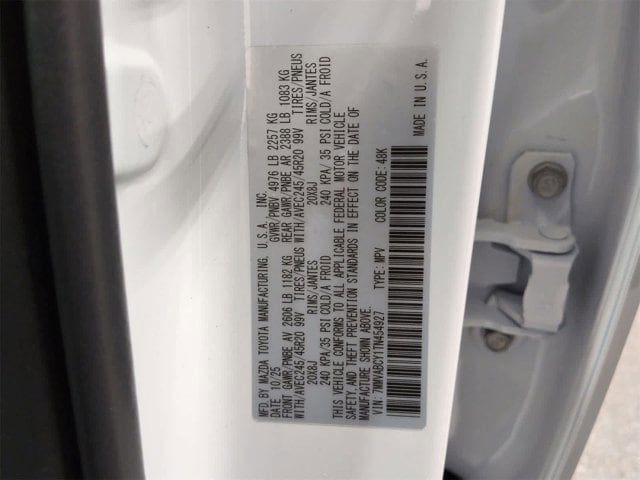 MFD. BY MAZDA TOYOTA MANUFACTURING, U.S.A., INC.
DATE 10/25 GVWR/PNBV 4976 LB 2257 KG
FRONT GAWR/PNBE AV 2606 LB 1182 KG REAR GAWR/PNBE AR 2388 LB 1083 KG
WITH/AVEC245/45R20 99V TIRES/PNEUS WITH/AVEC245/45R20 99V TIRES/PNEUS
20X8J RIMS/JANTES 20X8J RIMS/JANTES
240 KPA/35 PSI COLD/A FROID 240 KPA/ 35 PSI COLD/A FROID
THIS VEHICLE CONFORMS TO ALL APPLICABLE FEDERAL MOTOR VEHICLE
SAFETY, AND THEFT PREVENTION STANDARDS IN EFFECT ON THE DATE OF
MANUFACTURE SHOWN ABOVE.
VIN: 7MMVABCY1TN454927 TYPE: MPV COLOR CODE: 48K
MADE IN U.S.A.